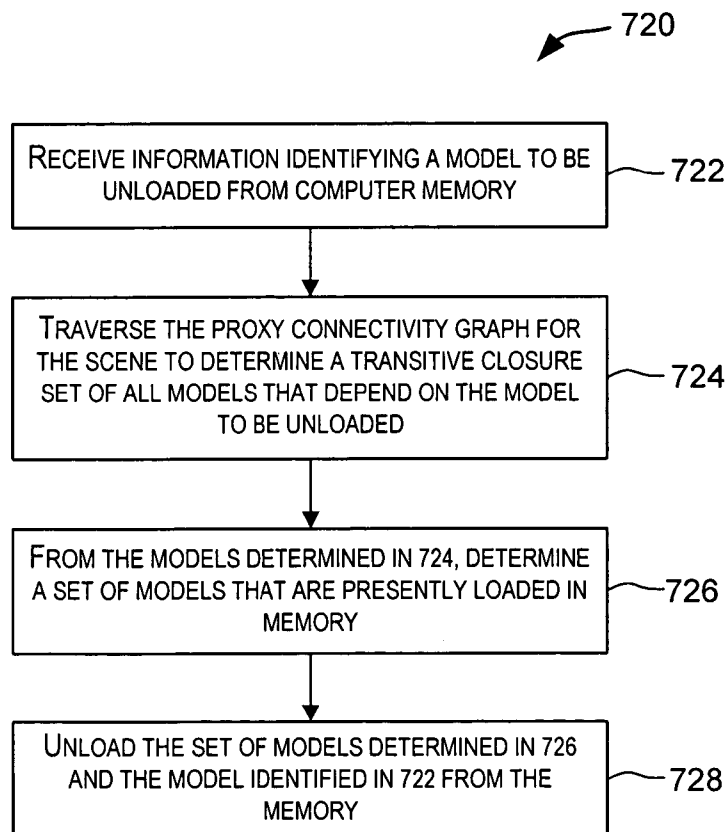 720
RECEIVE INFORMATION IDENTIFYING A MODEL TO BE
UNLOADED FROM COMPUTER MEMORY
722
TRAVERSE THE PROXY CONNECTIVITY GRAPH FOR
THE SCENE TO DETERMINE A TRANSITIVE CLOSURE
SET OF ALL MODELS THAT DEPEND ON THE MODEL
TO BE UNLOADED
724
FROM THE MODELS DETERMINED IN 724, DETERMINE
A SET OF MODELS THAT ARE PRESENTLY LOADED IN
MEMORY
726
UNLOAD THE SET OF MODELS DETERMINED IN 726
AND THE MODEL IDENTIFIED IN 722 FROM THE
MEMORY
728